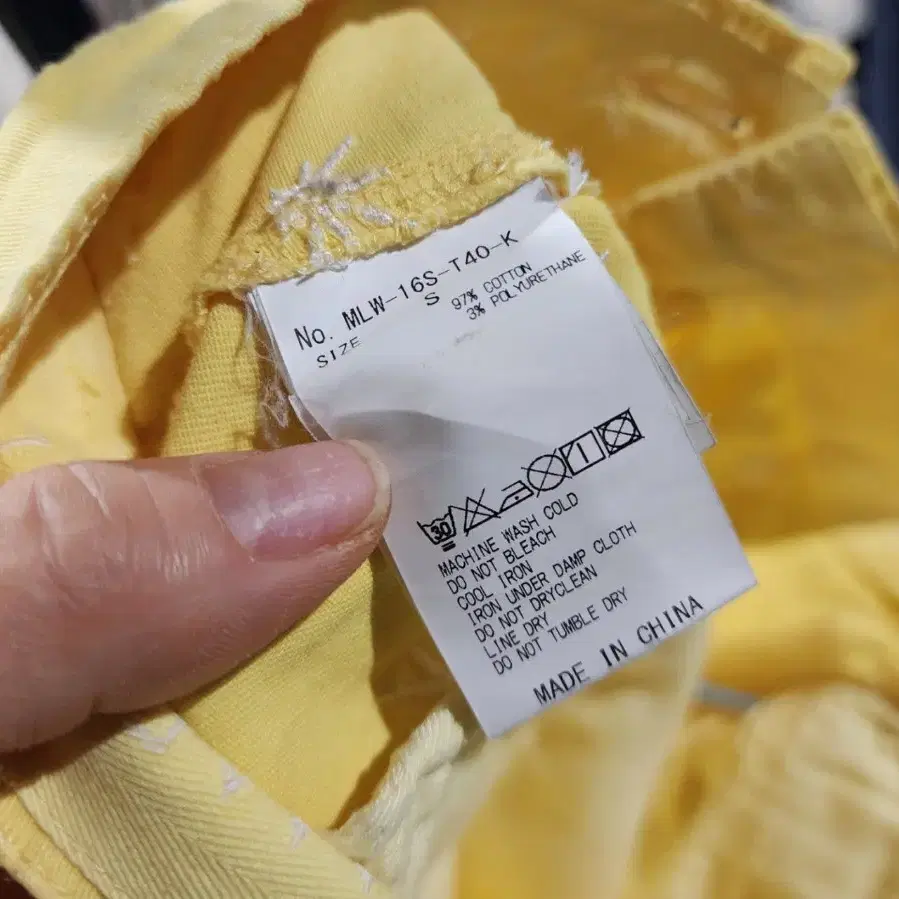 No. MLW-16S-T40-K
SIZE S 97% COTTON
3% POLYURETHANE
30
MACHINE WASH COLD
DO NOT BLEACH
COOL IRON
IRON UNDER DAMP CLOTH
DO NOT DRYCLEAN
LINE DRY
DO NOT TUMBLE DRY
MADE IN CHINA